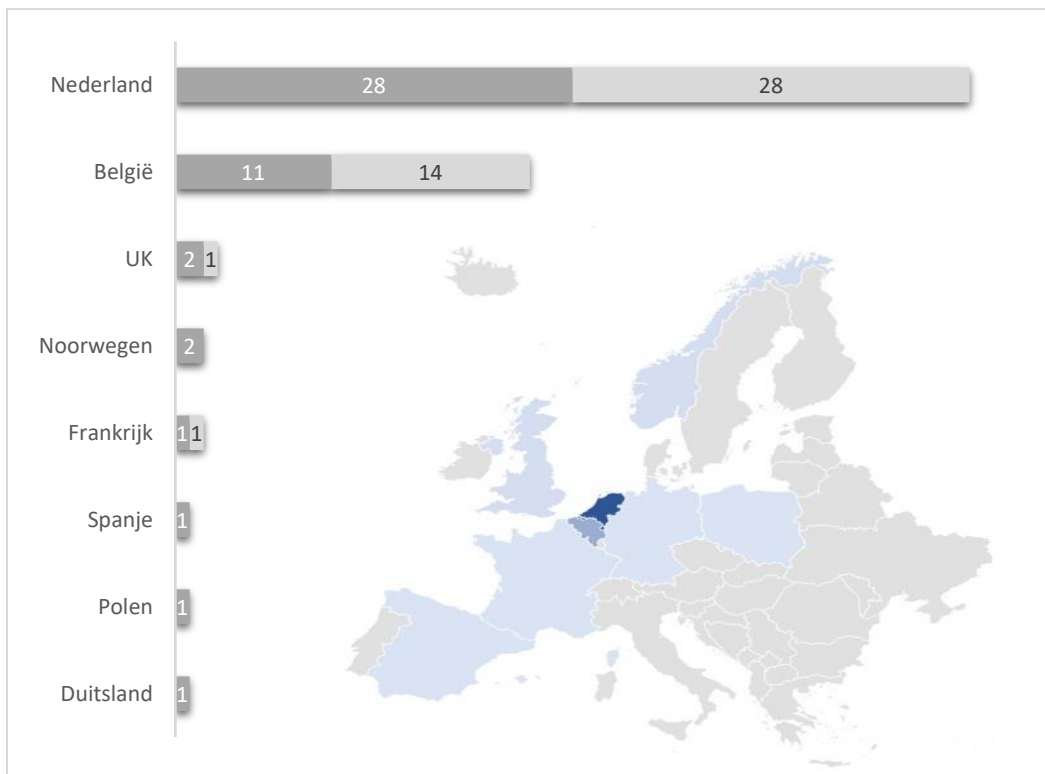 Nederland 28 28
België 11 14
UK 2 1
Noorwegen 2
Frankrijk 1 1
Spanje 1
Polen 1
Duitsland 1